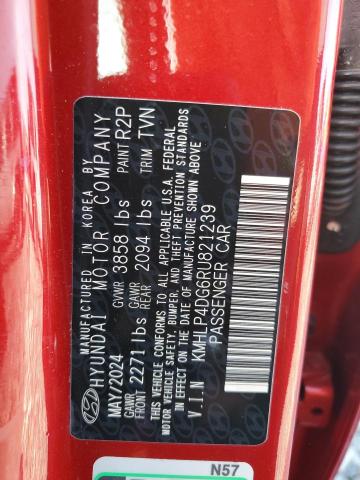 MANUFACTURED IN KOREA BY
HYUNDAI MOTOR COMPANY
MAY/2024 GVWR 3858 lbs PAINT R2P
GAWR FRONT 2271 lbs GAWR REAR 2094 lbs TRIM TVN
THIS VEHICLE CONFORMS TO ALL APPLICABLE U.S.A. FEDERAL
MOTOR VEHICLE SAFETY, BUMPER, AND THEFT PREVENTION STANDARDS
IN EFFECT ON THE DATE OF MANUFACTURE SHOWN ABOVE
V.I.N KMHLP4DG6RU821239
PASSENGER CAR
N57